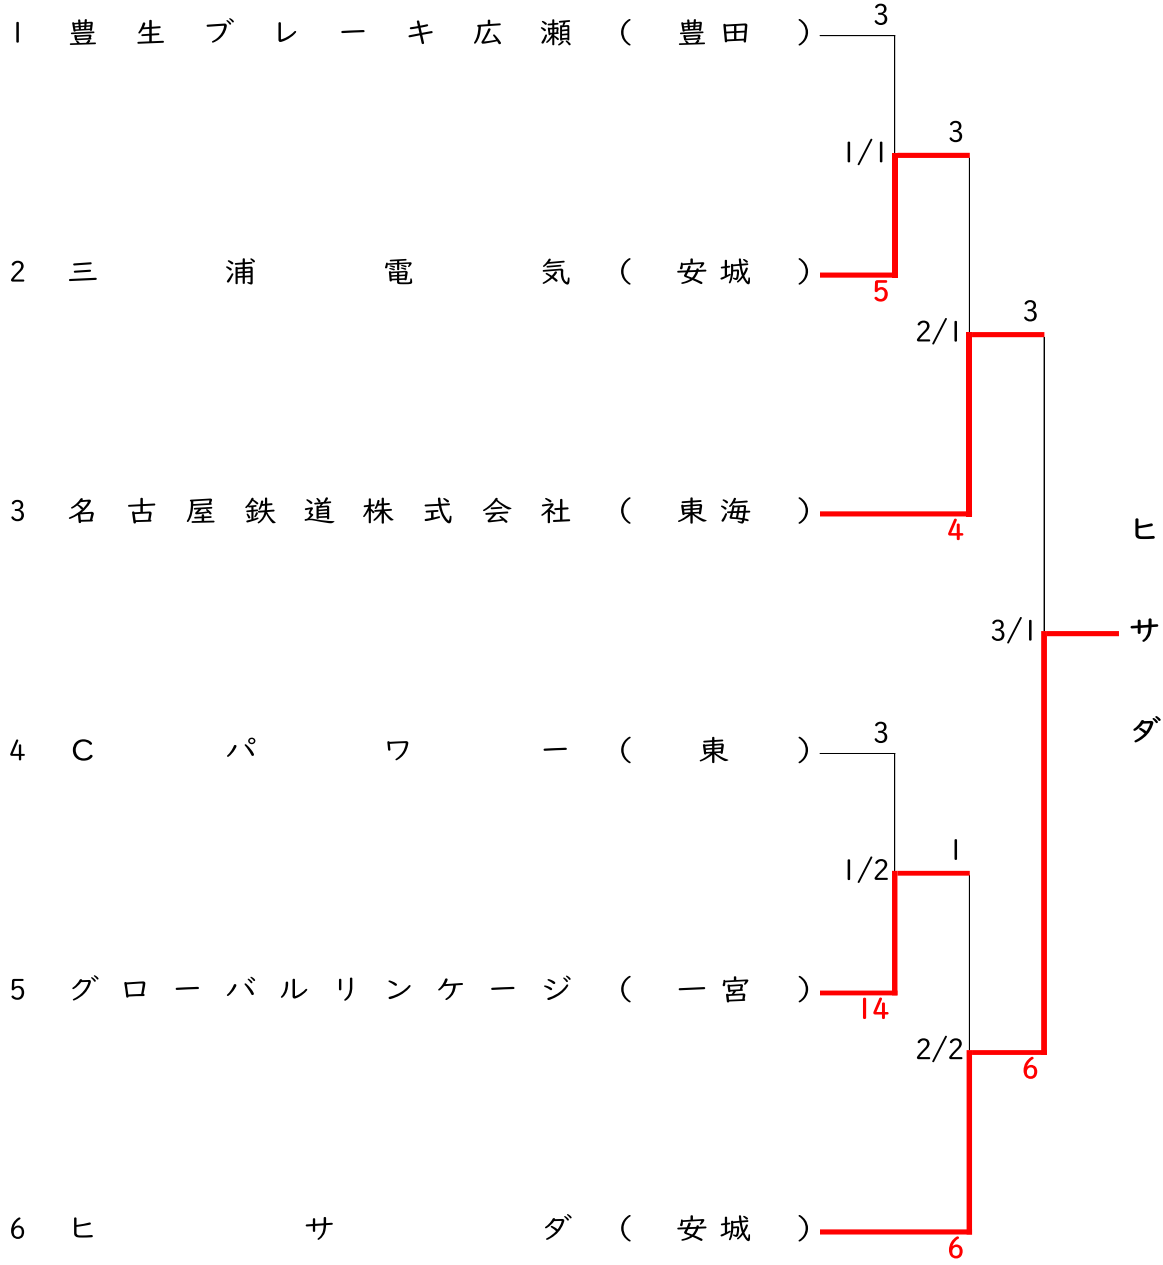 3
1 豊生ブレーキ広瀬 (豊田)
3
1/1
2 三浦電気 (安城)
5
3
2/1
3 名古屋鉄道株式会社 (東海)
4
ヒサダ
3/1
3
4 Cパワー (東)
1
1/2
5 グローバルリンケージ (一宮)
14
2/2
6
6 ヒサダ (安城)
6